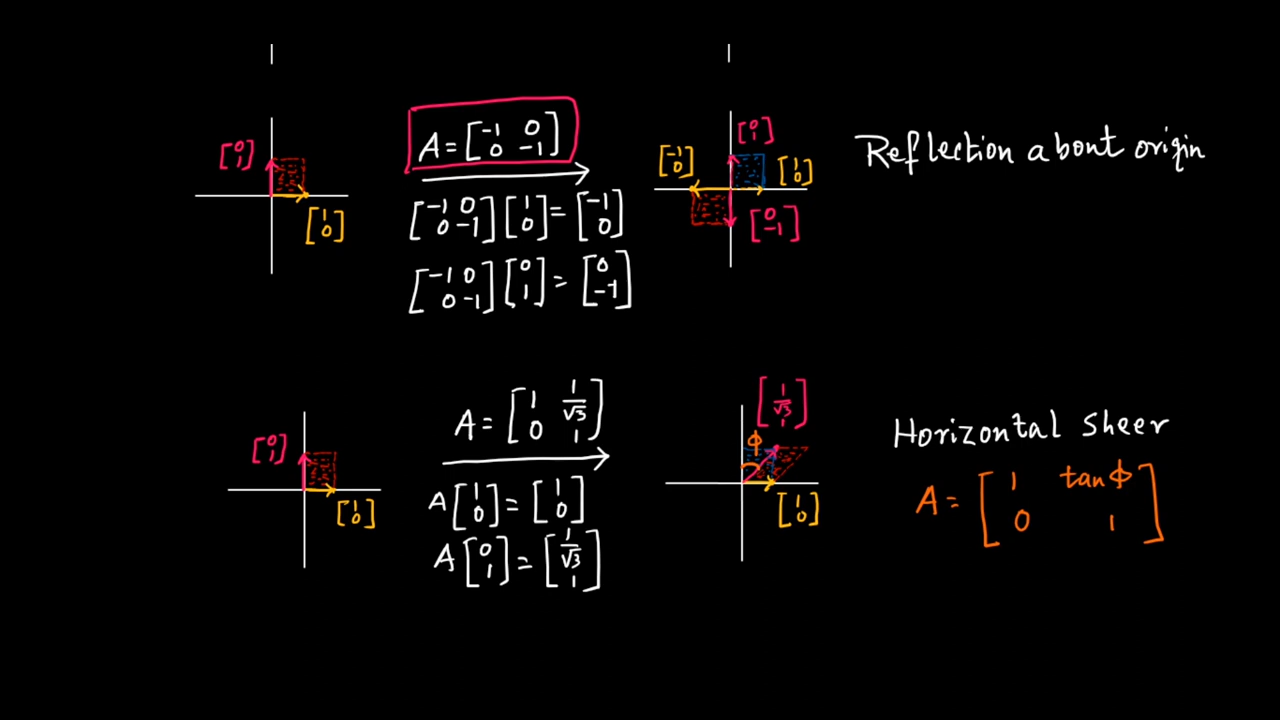 [0 1]
[1 0]
A = [-1 0 0 -1]
[-1 0 0 -1] [1 0] = [-1 0]
[-1 0 0 -1] [0 1] = [0 -1]
[0 1]
[-1 0]
[1 0]
[0 -1]
Reflection about origin
[0 1]
[1 0]
A = [1 1/√3 0 1]
A [1 0] = [1 0]
A [0 1] = [1/√3 1]
[1/√3 1]
ϕ
[1 0]
Horizontal Sheer
A = [1 tanϕ 0 1]